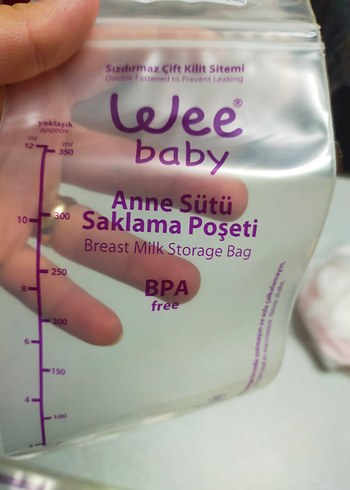 Sızdırmaz Çift Kilit Sitemi
Double Fastened to Prevent Leaking
Wee®
baby
yaklaşık
approx.
oz ml
12 350
Anne Sütü
10 300
Saklama Poşeti
Breast Milk Storage Bag
250
8
BPA
free
200
6
150
4
100